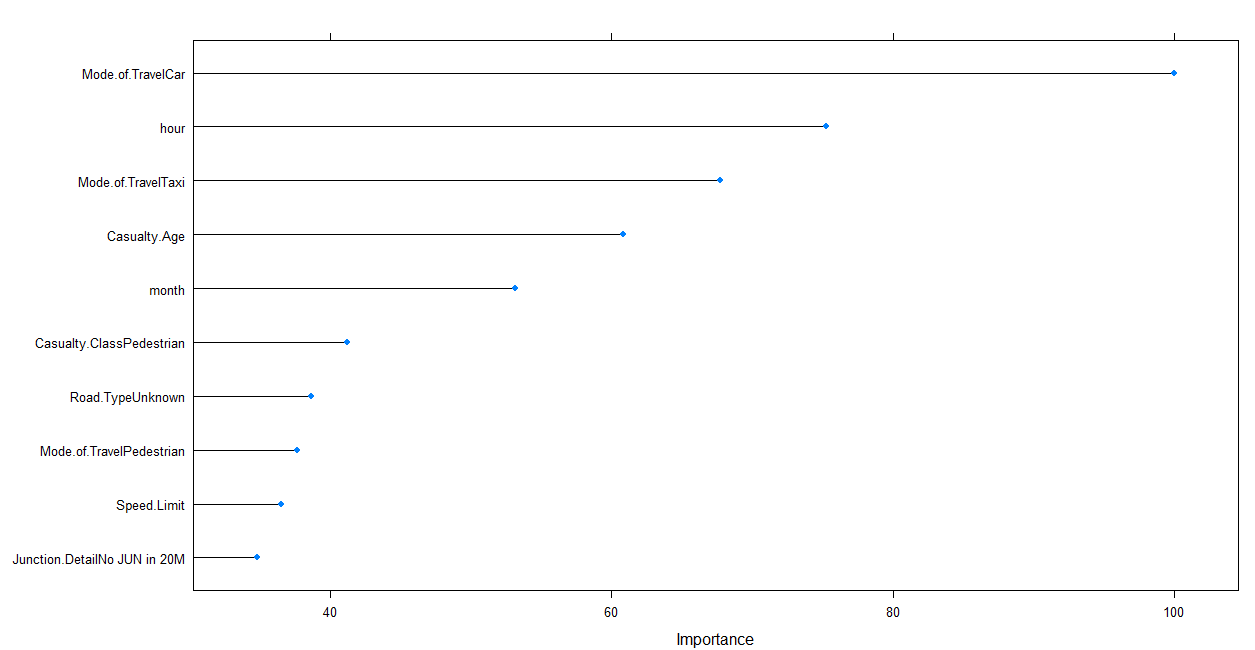 Mode.of.TravelCar
hour
Mode.of.TravelTaxi
Casualty.Age
month
Casualty.ClassPedestrian
Road.TypeUnknown
Mode.of.TravelPedestrian
Speed.Limit
Junction.DetailNo JUN in 20M
40 60 80 100
Importance